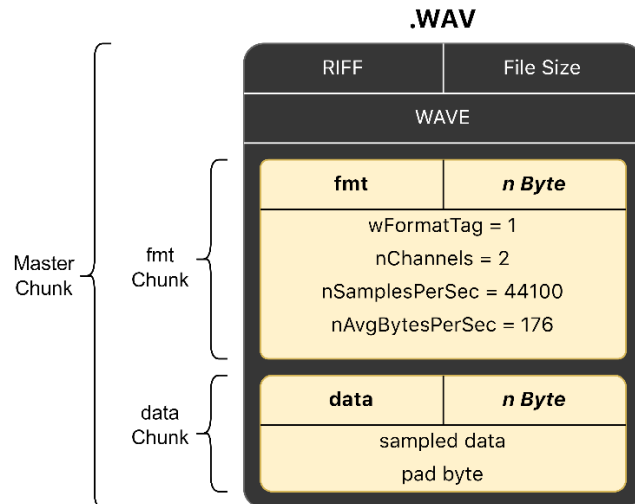 .WAV
RIFF File Size
WAVE
Master
Chunk
fmt
Chunk
fmt n Byte
wFormatTag = 1
nChannels = 2
nSamplesPerSec = 44100
nAvgBytesPerSec = 176
data
Chunk
data n Byte
sampled data
pad byte